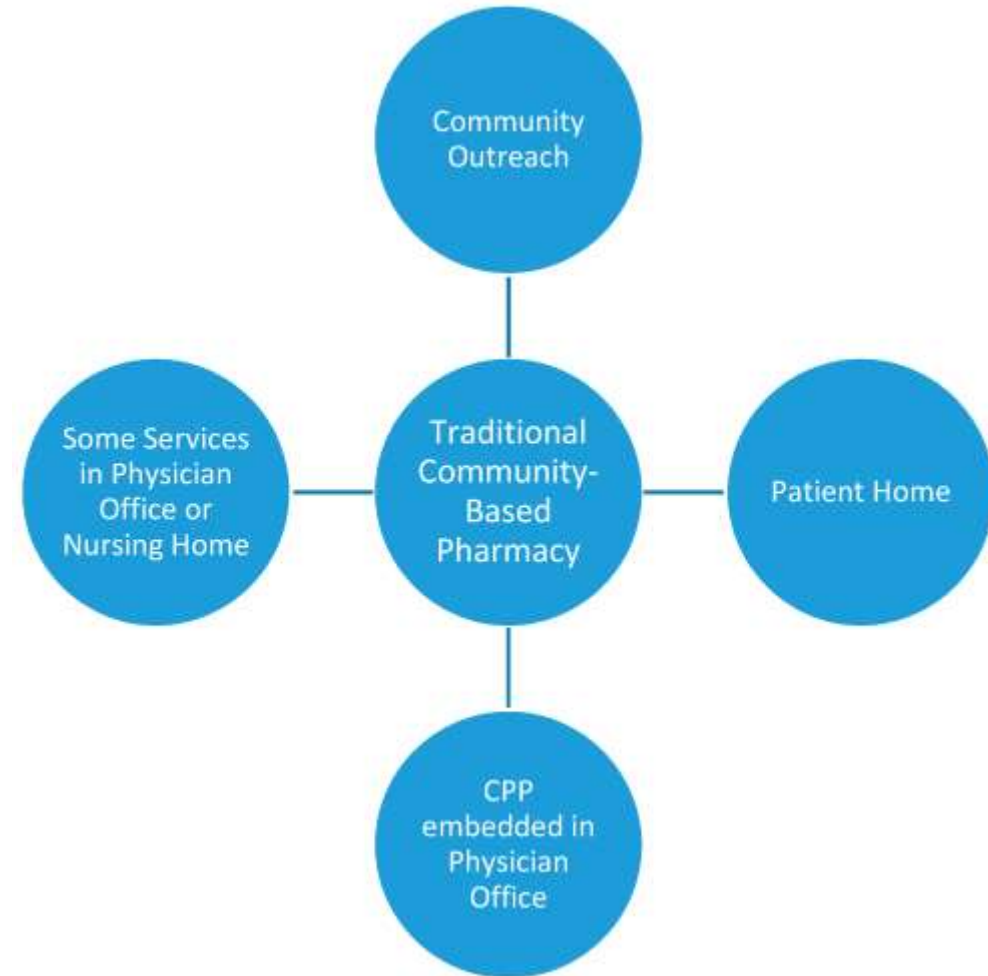 Community
Outreach
Some Services
in Physician
Office or
Nursing Home
Traditional
Community-
Based
Pharmacy
Patient Home
CPP
embedded in
Physician
Office